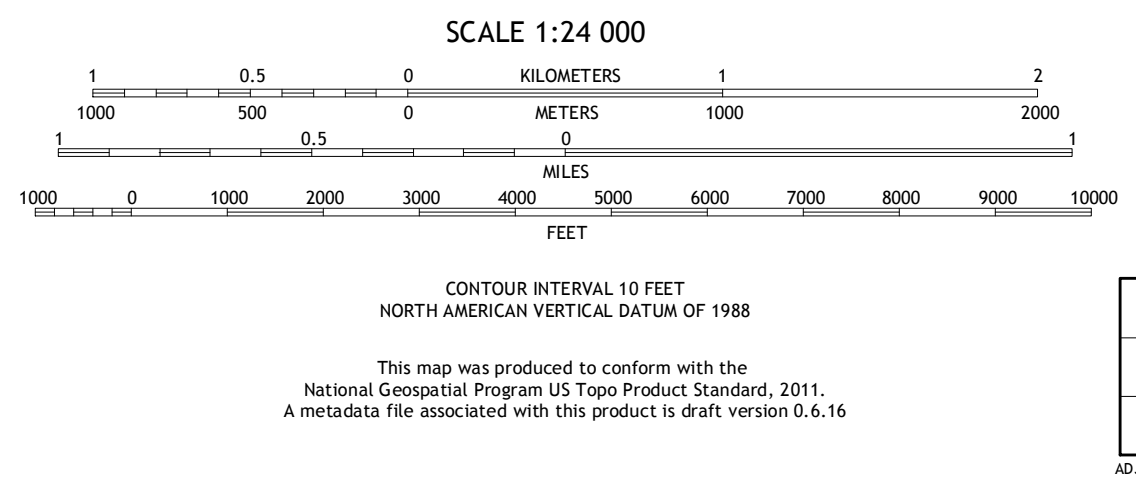 SCALE 1:24 000
1 0.5 0 KILOMETERS 1 2
1000 500 0 METERS 1000 2000
1 0.5 0 1
MILES
1000 0 1000 2000 3000 4000 5000 6000 7000 8000 9000 10000
FEET
CONTOUR INTERVAL 10 FEET
NORTH AMERICAN VERTICAL DATUM OF 1988
This map was produced to conform with the
National Geospatial Program US Topo Product Standard, 2011.
A metadata file associated with this product is draft version 0.6.16